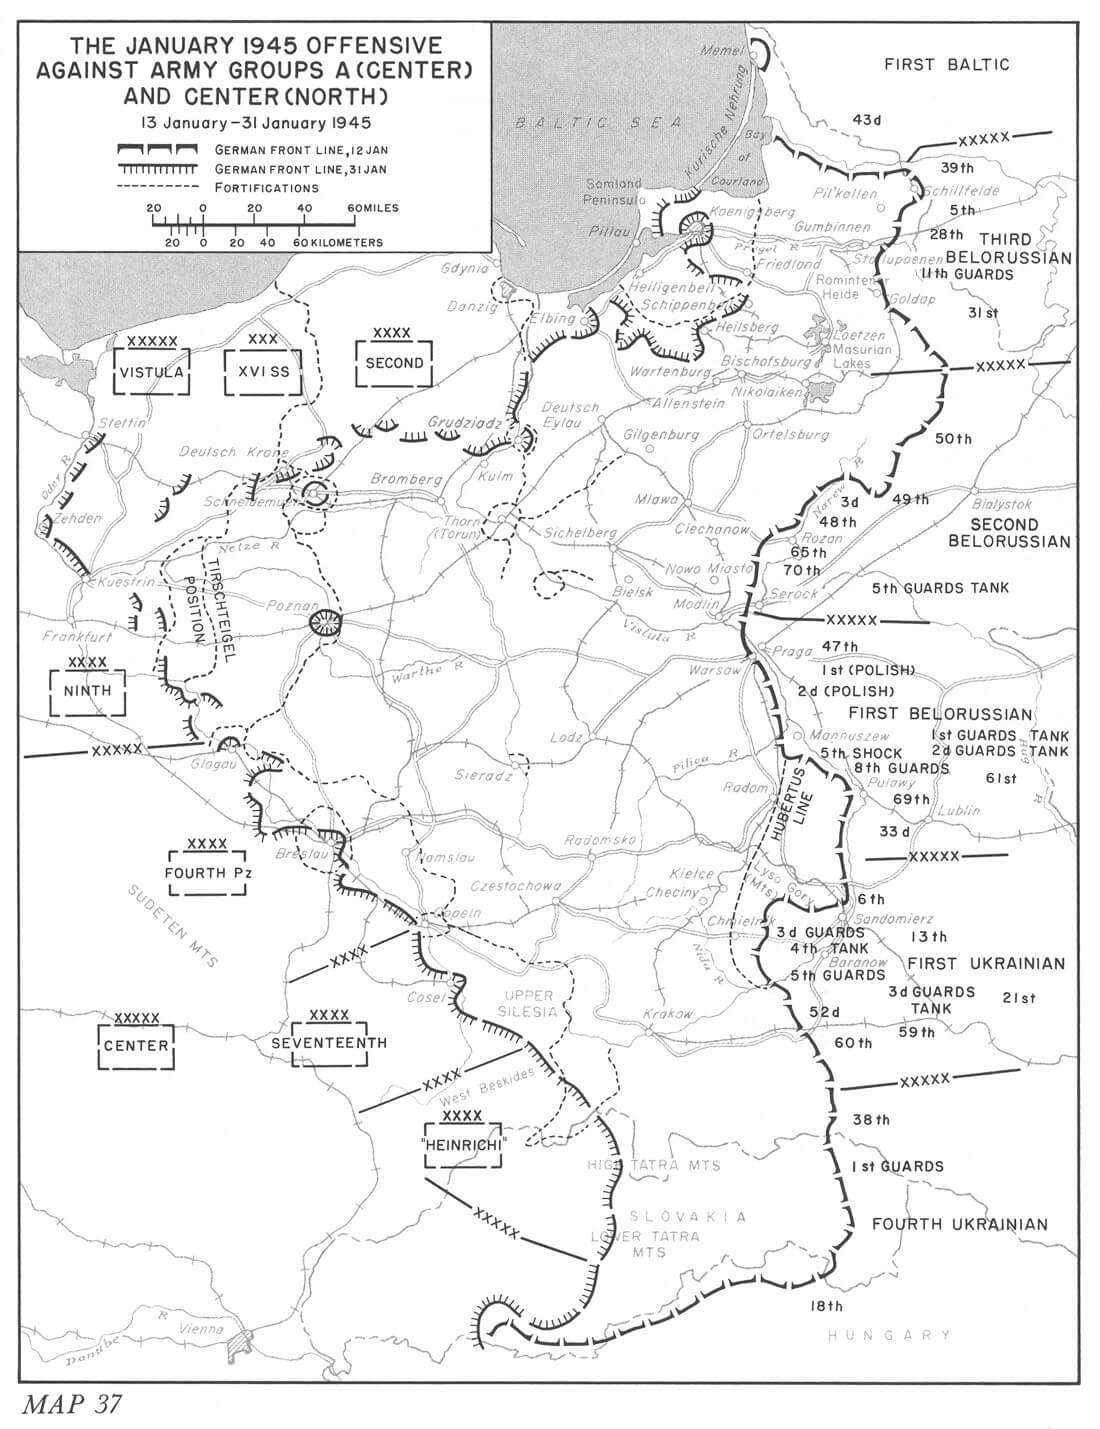 THE JANUARY 1945 OFFENSIVE
AGAINST ARMY GROUPS A (CENTER)
AND CENTER (NORTH)
13 January–31 January 1945
GERMAN FRONT LINE, 12 JAN
GERMAN FRONT LINE, 31 JAN
FORTIFICATIONS
20 0 20 40 60 MILES
20 0 20 40 60 KILOMETERS
Memel
FIRST BALTIC
BALTIC SEA
Kurische Nehrung
43d
XXXXX
Bay
of
Courland
39th
Samland
Peninsula
Pil'kallen
Schillfelde
5th
Koenigsberg
Pillau
Gumbinnen
28th
THIRD
BELORUSSIAN
Pregel R
Stallupoenen
Gdynia
Friedland
11th GUARDS
Heiligenbeil
Rominten
Heide
Goldap
Danzig
Schippenbeil
31st
Elbing
Heilsberg
Loetzen
Masurian
Lakes
XXXXX
VISTULA
XXX
XVI SS
XXXX
SECOND
Bischofsburg
Wartenburg
XXXXX
Nikolaiken
Allenstein
Stettin
Deutsch
Eylau
Grudziadz
Gilgenburg
Ortelsburg
50th
Deutsch Krone
Oder R
Kulm
Bromberg
Schneidemuehl
Narew R
3d
49th
Mlawa
Bialystok
48th
Zehden
Thorn
(Torun)
Ciechanow
Sichelberg
Rozan
SECOND
BELORUSSIAN
Netze R
65th
70th
Nowo Miasto
Kuestrin
TIRSCHTEIGEL
POSITION
Bielsk
Serock
5th GUARDS TANK
Poznan
Modlin
XXXXX
Frankfurt
Vistula R
47th
Praga
XXXX
NINTH
Warthe R
Warsaw
1st (POLISH)
2d (POLISH)
FIRST BELORUSSIAN
Lodz
Mannuszew
1st GUARDS TANK
2d GUARDS TANK
Bug R
XXXXX
Glogau
5th SHOCK
8th GUARDS
Pilica R
Sieradz
61st
Radom
HUBERTUS
LINE
Pulawy
69th
Lublin
33d
XXXX
FOURTH Pz
Breslau
Namslau
Radomsko
XXXXX
Kielce
Checiny
Lyso Gory
(Mts)
Czestochowa
6th
SUDETEN MTS
Oppeln
Sandomierz
Chmielnik
3d GUARDS
4th TANK
13th
XXXX
Baranow
FIRST UKRAINIAN
Nida R
5th GUARDS
Cosel
UPPER
SILESIA
3d GUARDS
TANK
21st
XXXXX
CENTER
XXXX
SEVENTEENTH
Krakow
52d
59th
60th
XXXX
West Beskides
XXXXX
XXXX
"HEINRICI"
38th
HIGH TATRA MTS
1st GUARDS
XXXXX
SLOVAKIA
LOWER TATRA
MTS
FOURTH UKRAINIAN
18th
Danube R
Vienna
HUNGARY
MAP 37